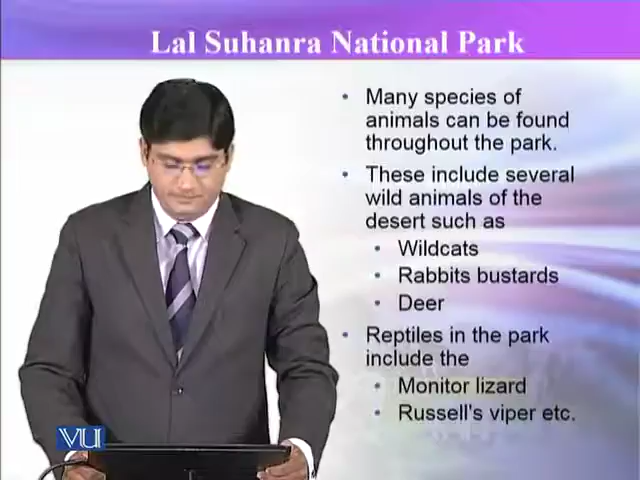 Lal Suhanra National Park
• Many species of
animals can be found
throughout the park.
• These include several
wild animals of the
desert such as
• Wildcats
• Rabbits bustards
• Deer
• Reptiles in the park
include the
• Monitor lizard
• Russell's viper etc.
VU